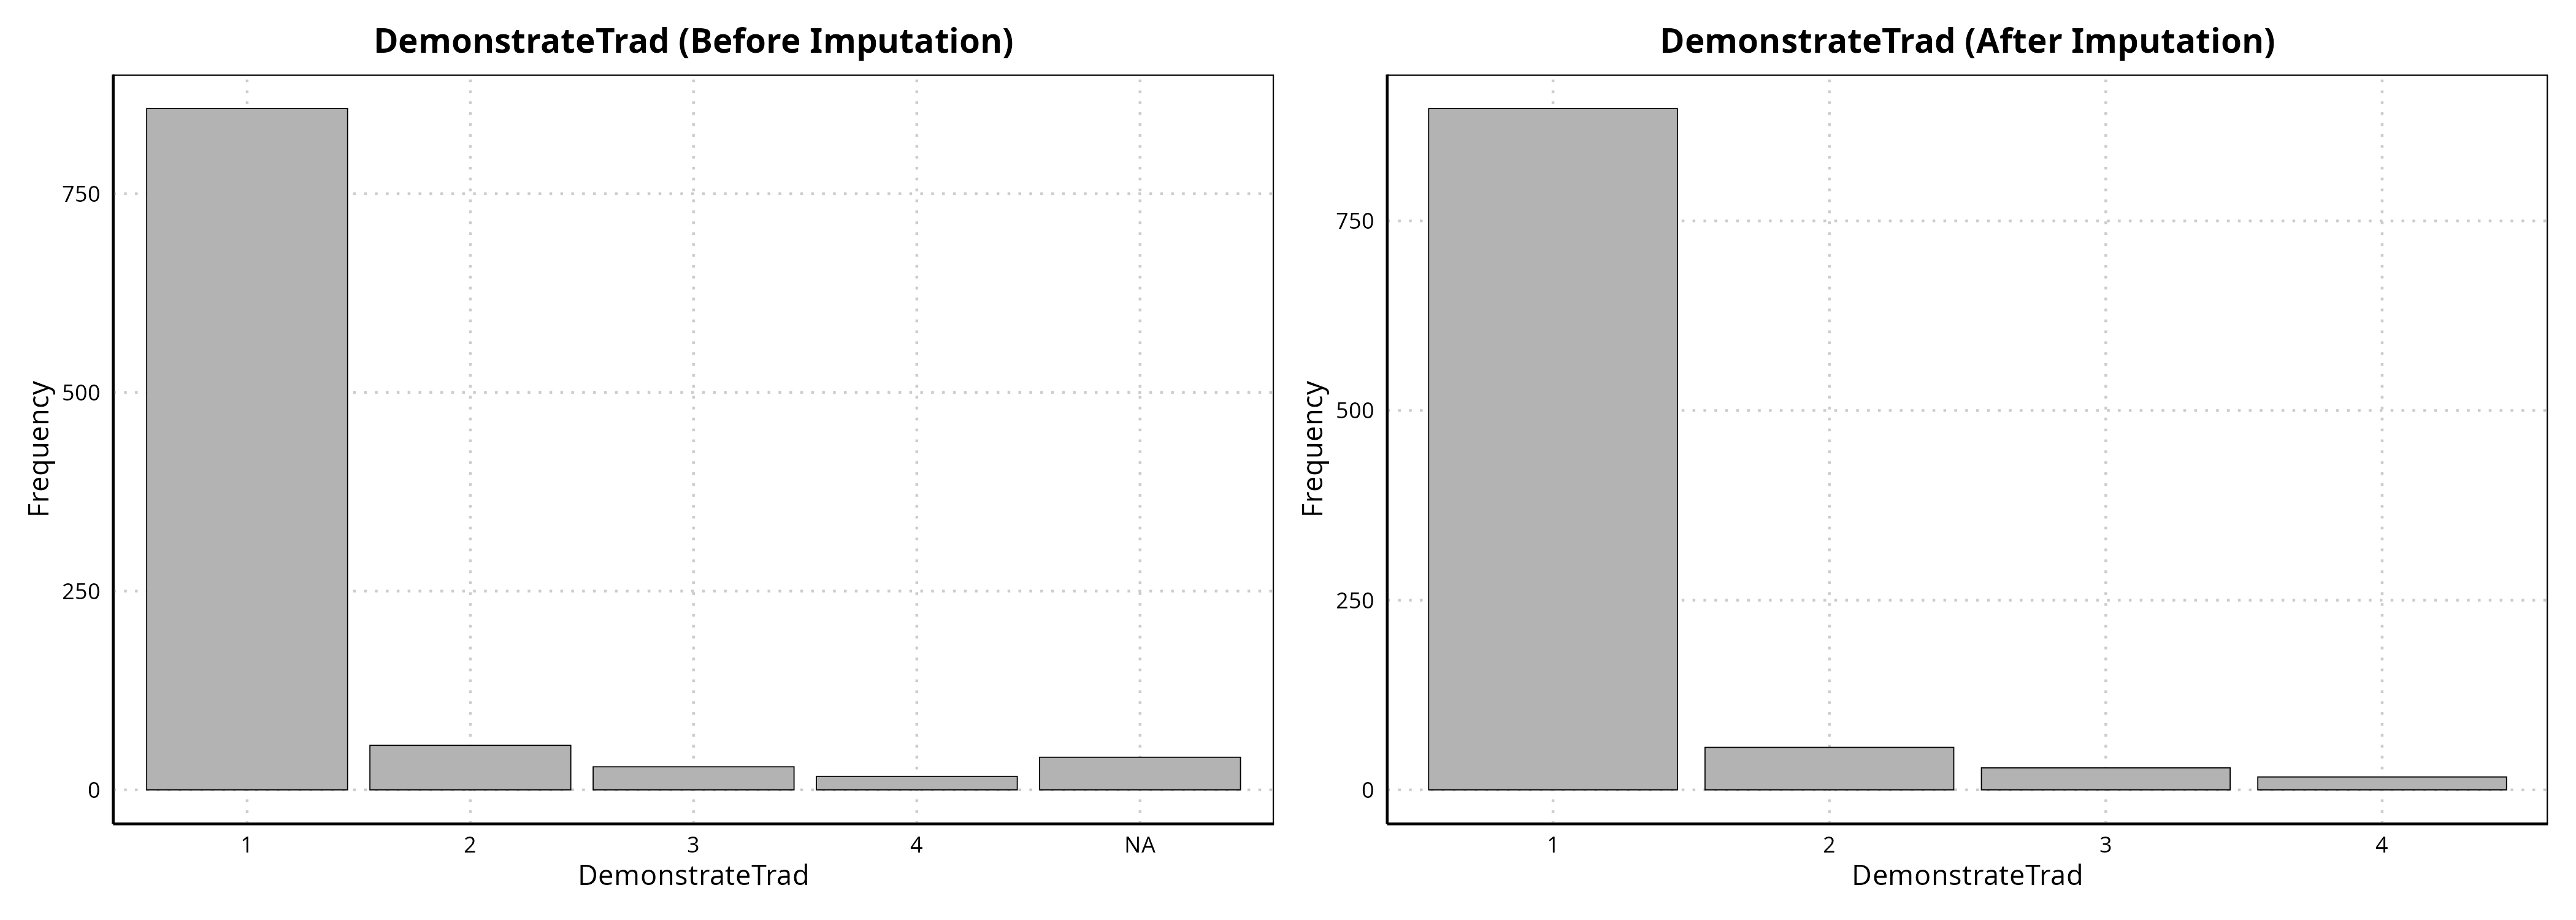 DemonstrateTrad (Before Imputation)
Frequency
750
500
250
0
1 2 3 4 NA
DemonstrateTrad
DemonstrateTrad (After Imputation)
Frequency
750
500
250
0
1 2 3 4
DemonstrateTrad